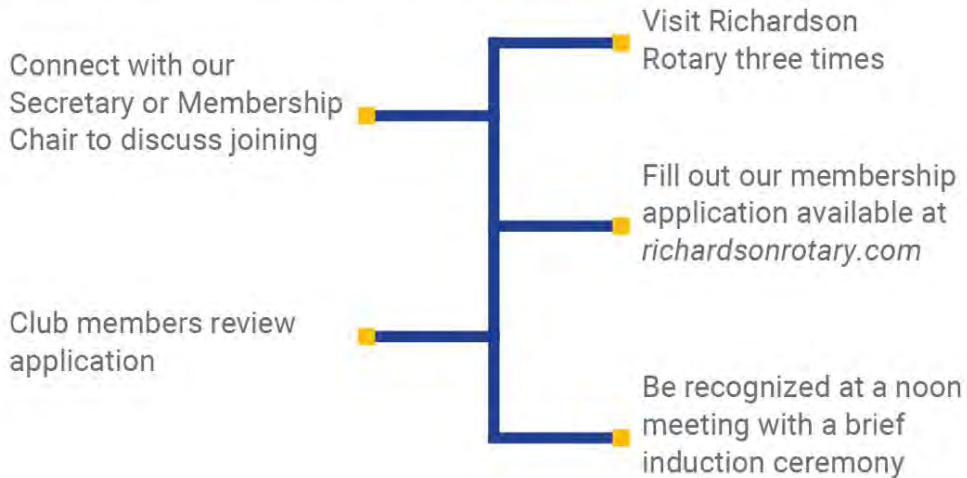 Visit Richardson
Rotary three times
Connect with our
Secretary or Membership
Chair to discuss joining
Fill out our membership
application available at
richardsonrotary.com
Club members review
application
Be recognized at a noon
meeting with a brief
induction ceremony